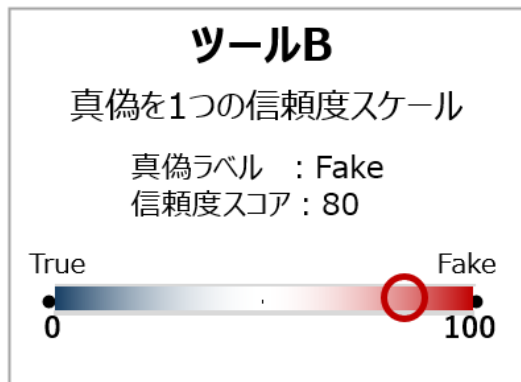 ツールB
真偽を1つの信頼度スケール
真偽ラベル : Fake
信頼度スコア : 80
True Fake
0 100